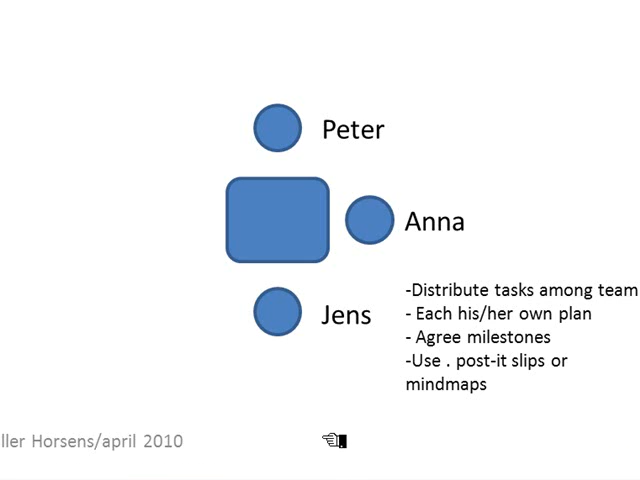 Peter
Anna
Jens
-Distribute tasks among team
- Each his/her own plan
- Agree milestones
-Use . post-it slips or
mindmaps
ller Horsens/april 2010